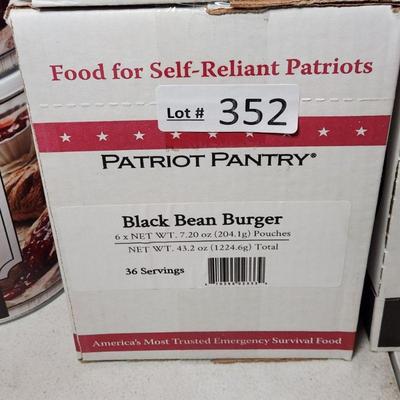 Food for Self-Reliant Patriots
Lot # 352
PATRIOT PANTRY®
Black Bean Burger
6 x NET WT. 7.20 oz (204.1g) Pouches
NET WT. 43.2 oz (1224.6g) Total
36 Servings
America's Most Trusted Emergency Survival Food